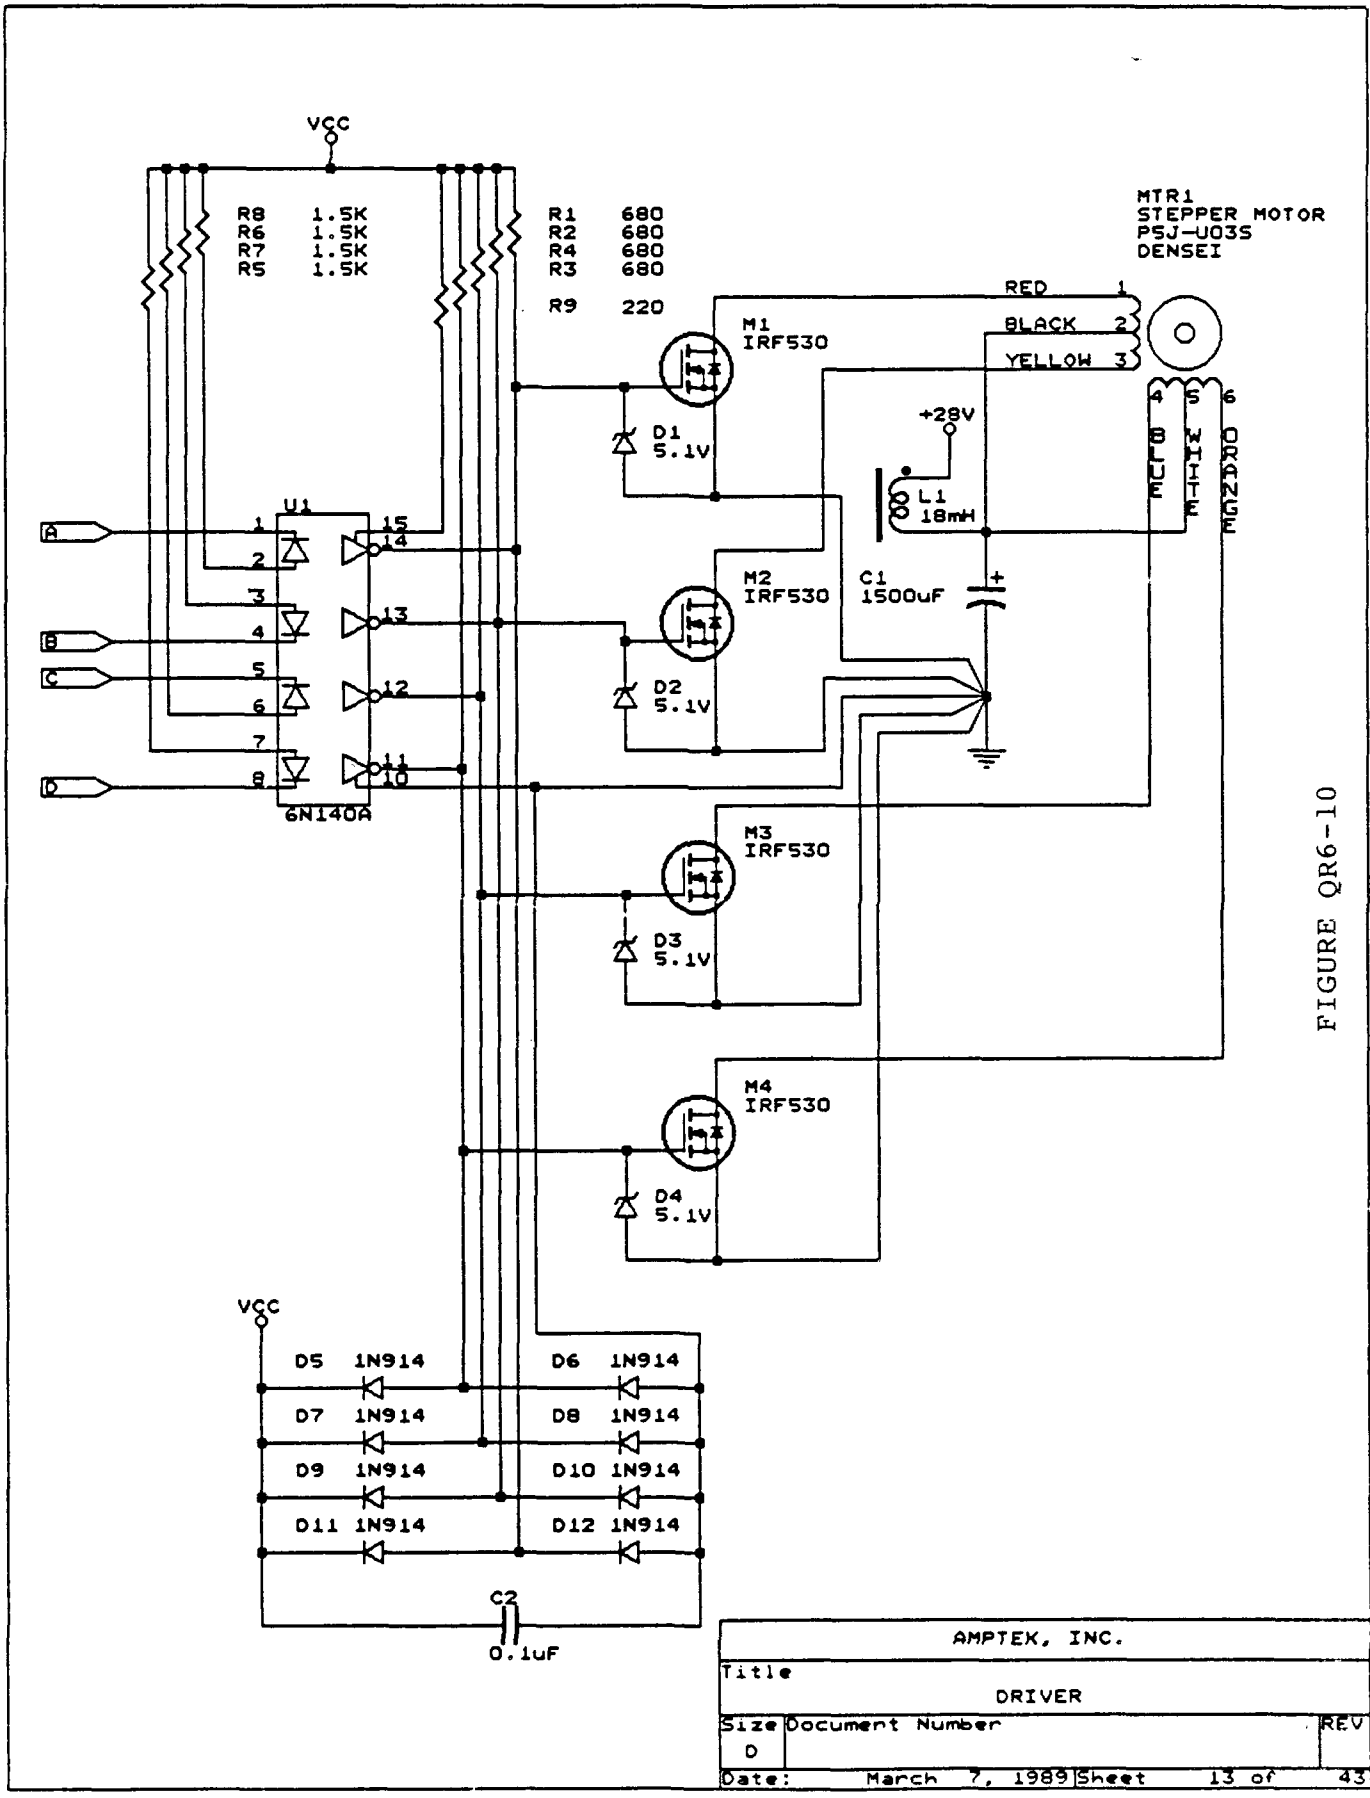 VCC
R8 1.5K
R6 1.5K
R7 1.5K
R5 1.5K
R1 680
R2 680
R4 680
R3 680
R9 220
MTR1
STEPPER MOTOR
P5J-U03S
DENSEI
RED 1
BLACK 2
YELLOW 3
4 5 6
BLUE
WHITE
ORANGE
M1
IRF530
D1
5.1V
+28V
L1
18mH
U1
A 1
2
3
B 4
C 5
6
7
D 8
15
14
13
12
11
10
6N140A
M2
IRF530
D2
5.1V
C1 +
1500uF
M3
IRF530
D3
5.1V
M4
IRF530
D4
5.1V
FIGURE QR6-10
VCC
D5 1N914 D6 1N914
D7 1N914 D8 1N914
D9 1N914 D10 1N914
D11 1N914 D12 1N914
C2
0.1uF
AMPTEK, INC.
Title
DRIVER
Size Document Number REV
D
Date: March 7, 1989 Sheet 13 of 43